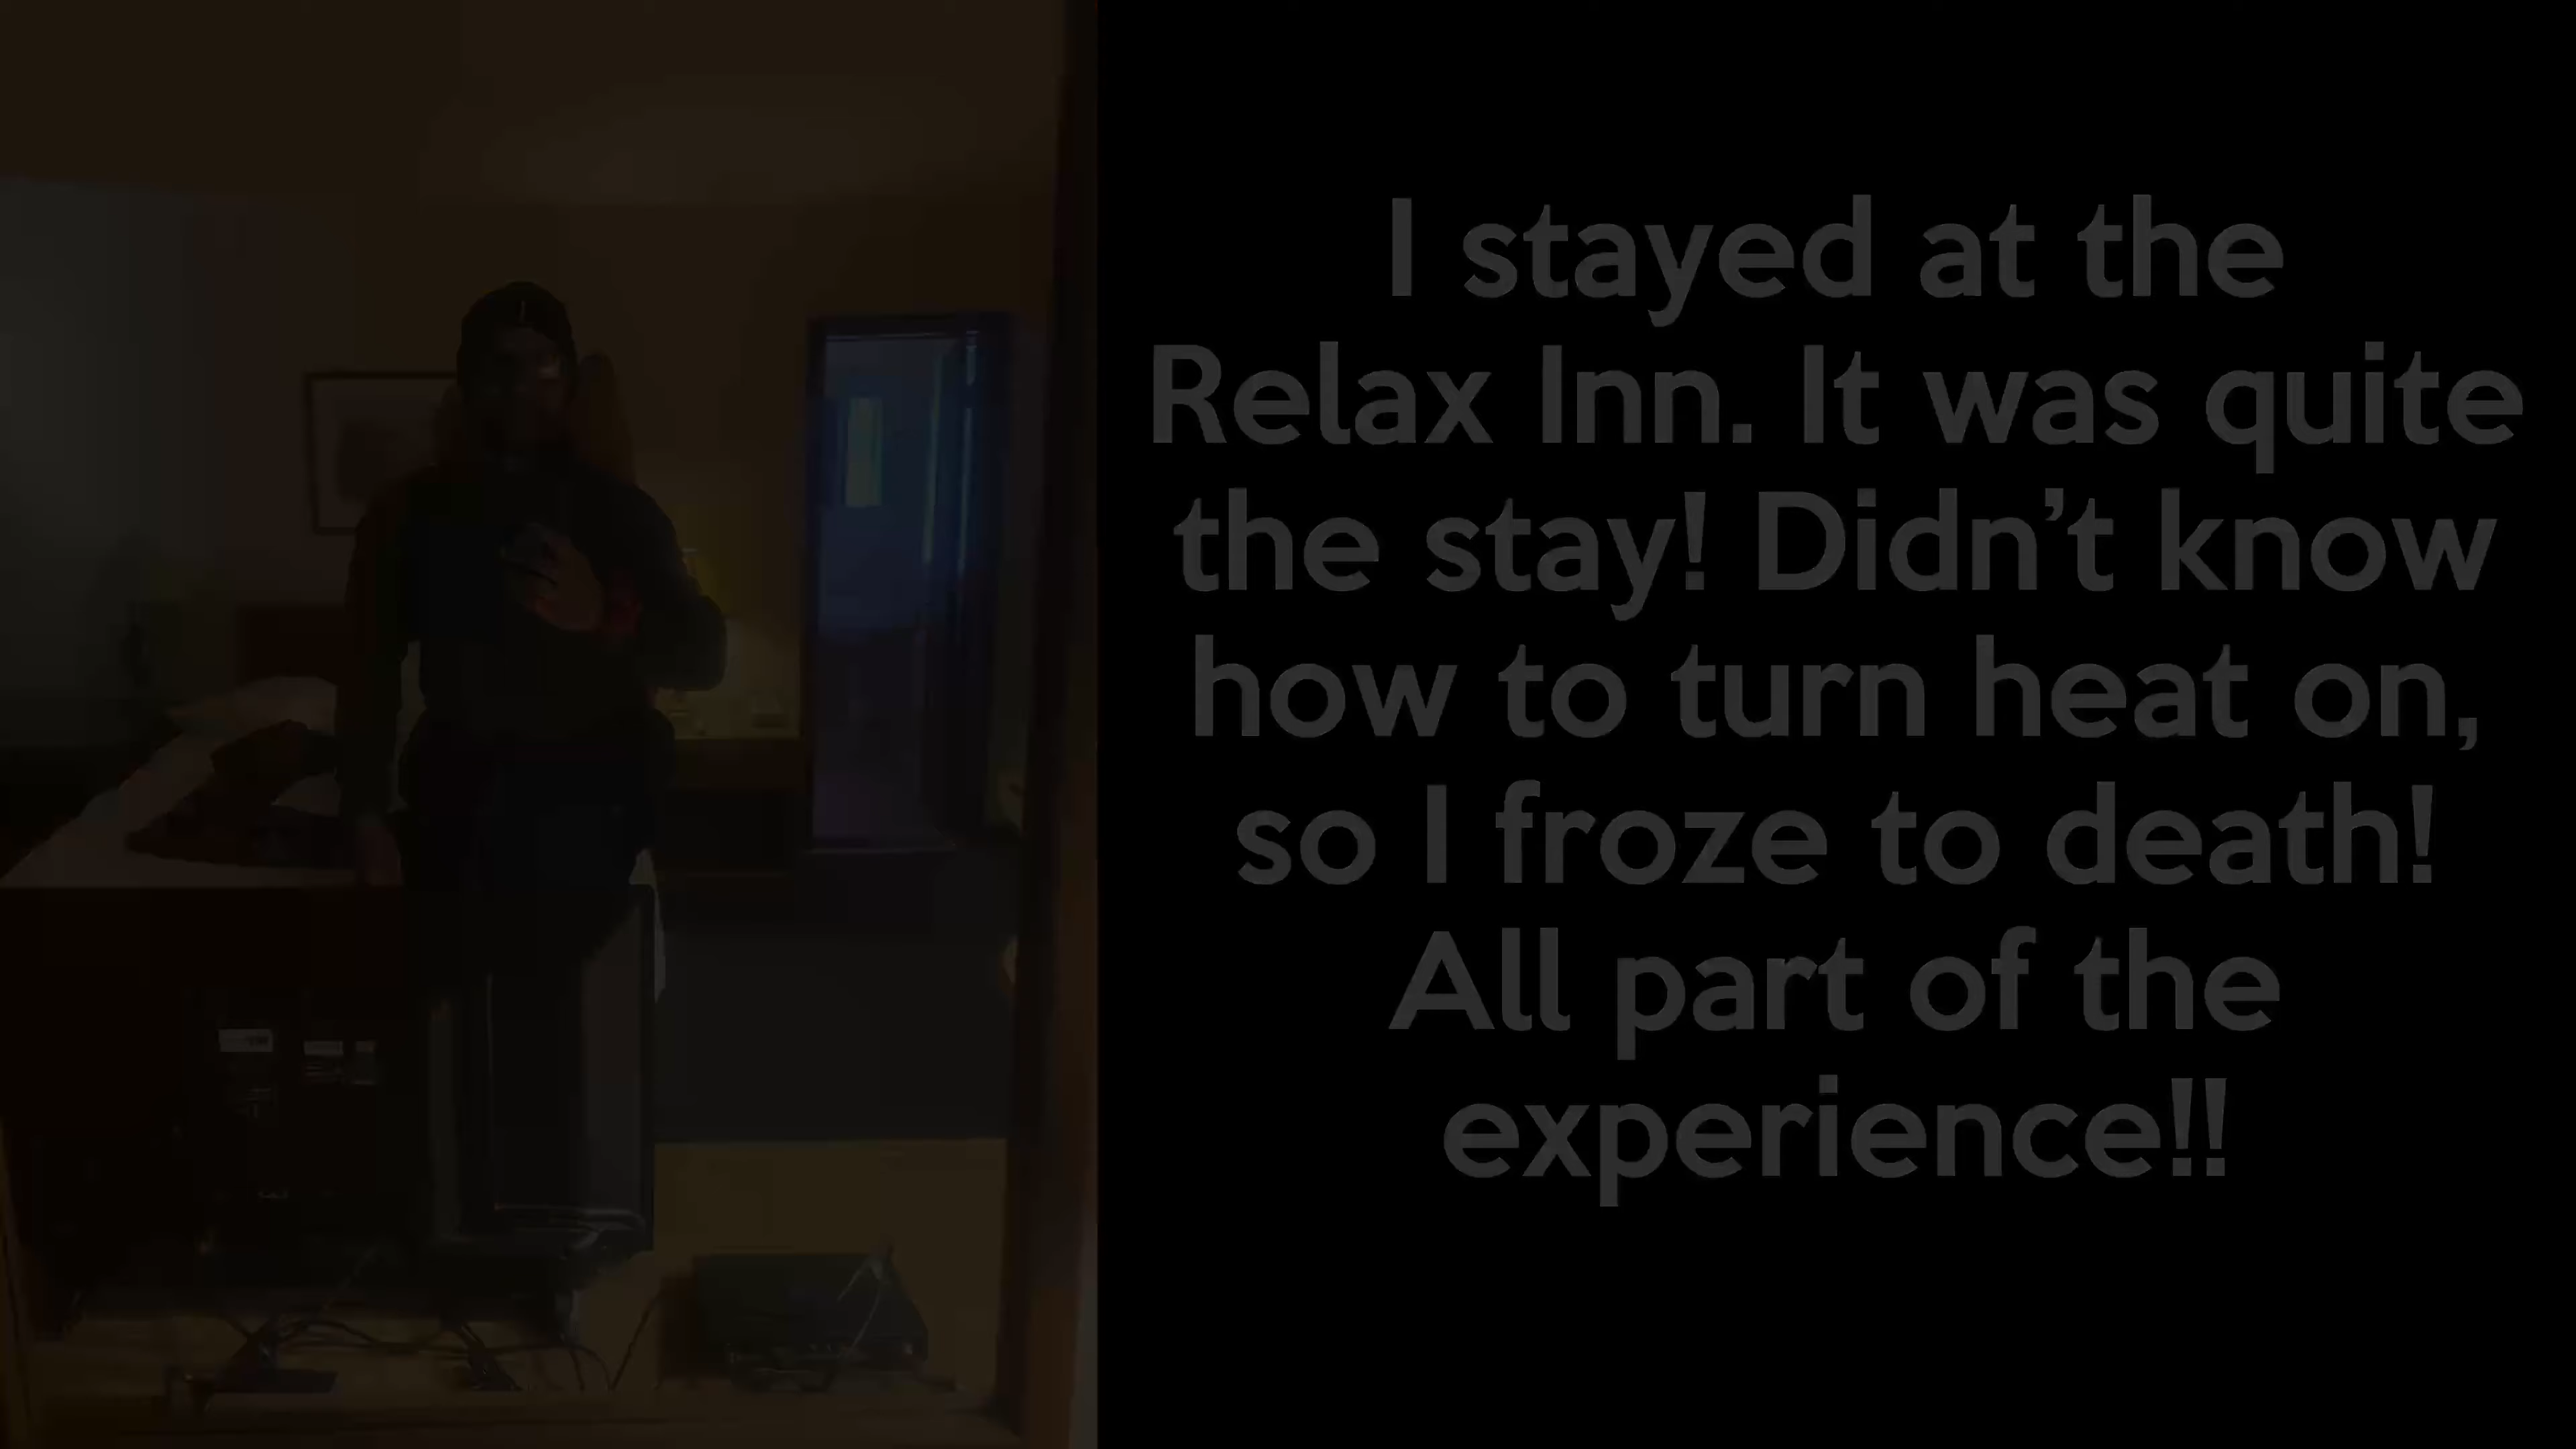 I stayed at the
Relax Inn. It was quite
the stay! Didn’t know
how to turn heat on,
so I froze to death!
All part of the
experience!!